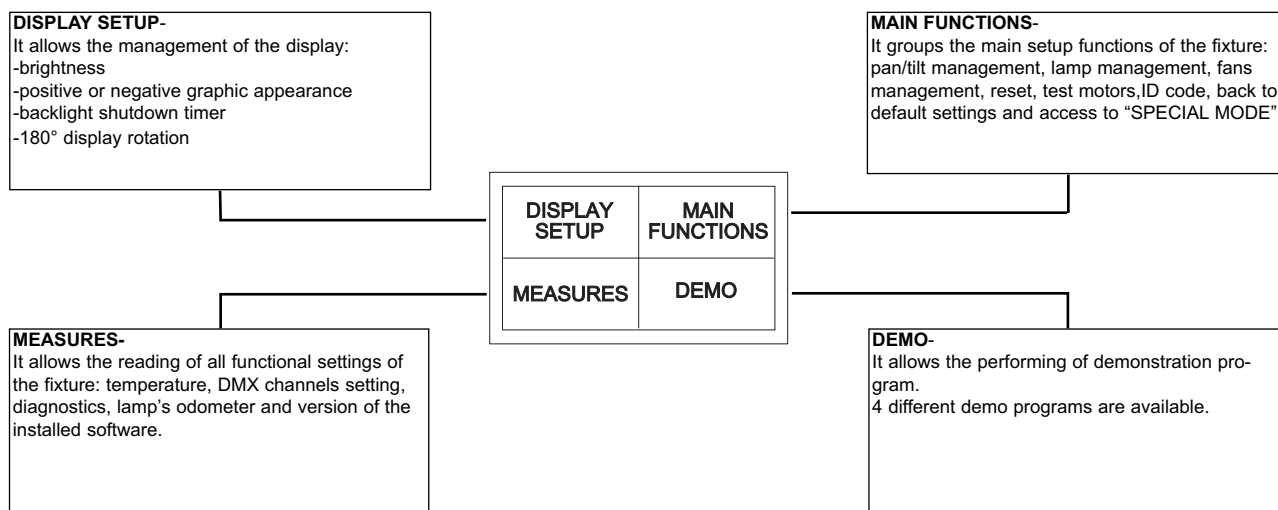 DISPLAY SETUP-
It allows the management of the display:
-brightness
-positive or negative graphic appearance
-backlight shutdown timer
-180° display rotation
MAIN FUNCTIONS-
It groups the main setup functions of the fixture:
pan/tilt management, lamp management, fans
management, reset, test motors,ID code, back to
default settings and access to “SPECIAL MODE”
DISPLAY
SETUP
MAIN
FUNCTIONS
MEASURES
DEMO
MEASURES-
It allows the reading of all functional settings of
the fixture: temperature, DMX channels setting,
diagnostics, lamp’s odometer and version of the
installed software.
DEMO-
It allows the performing of demonstration pro-
gram.
4 different demo programs are available.